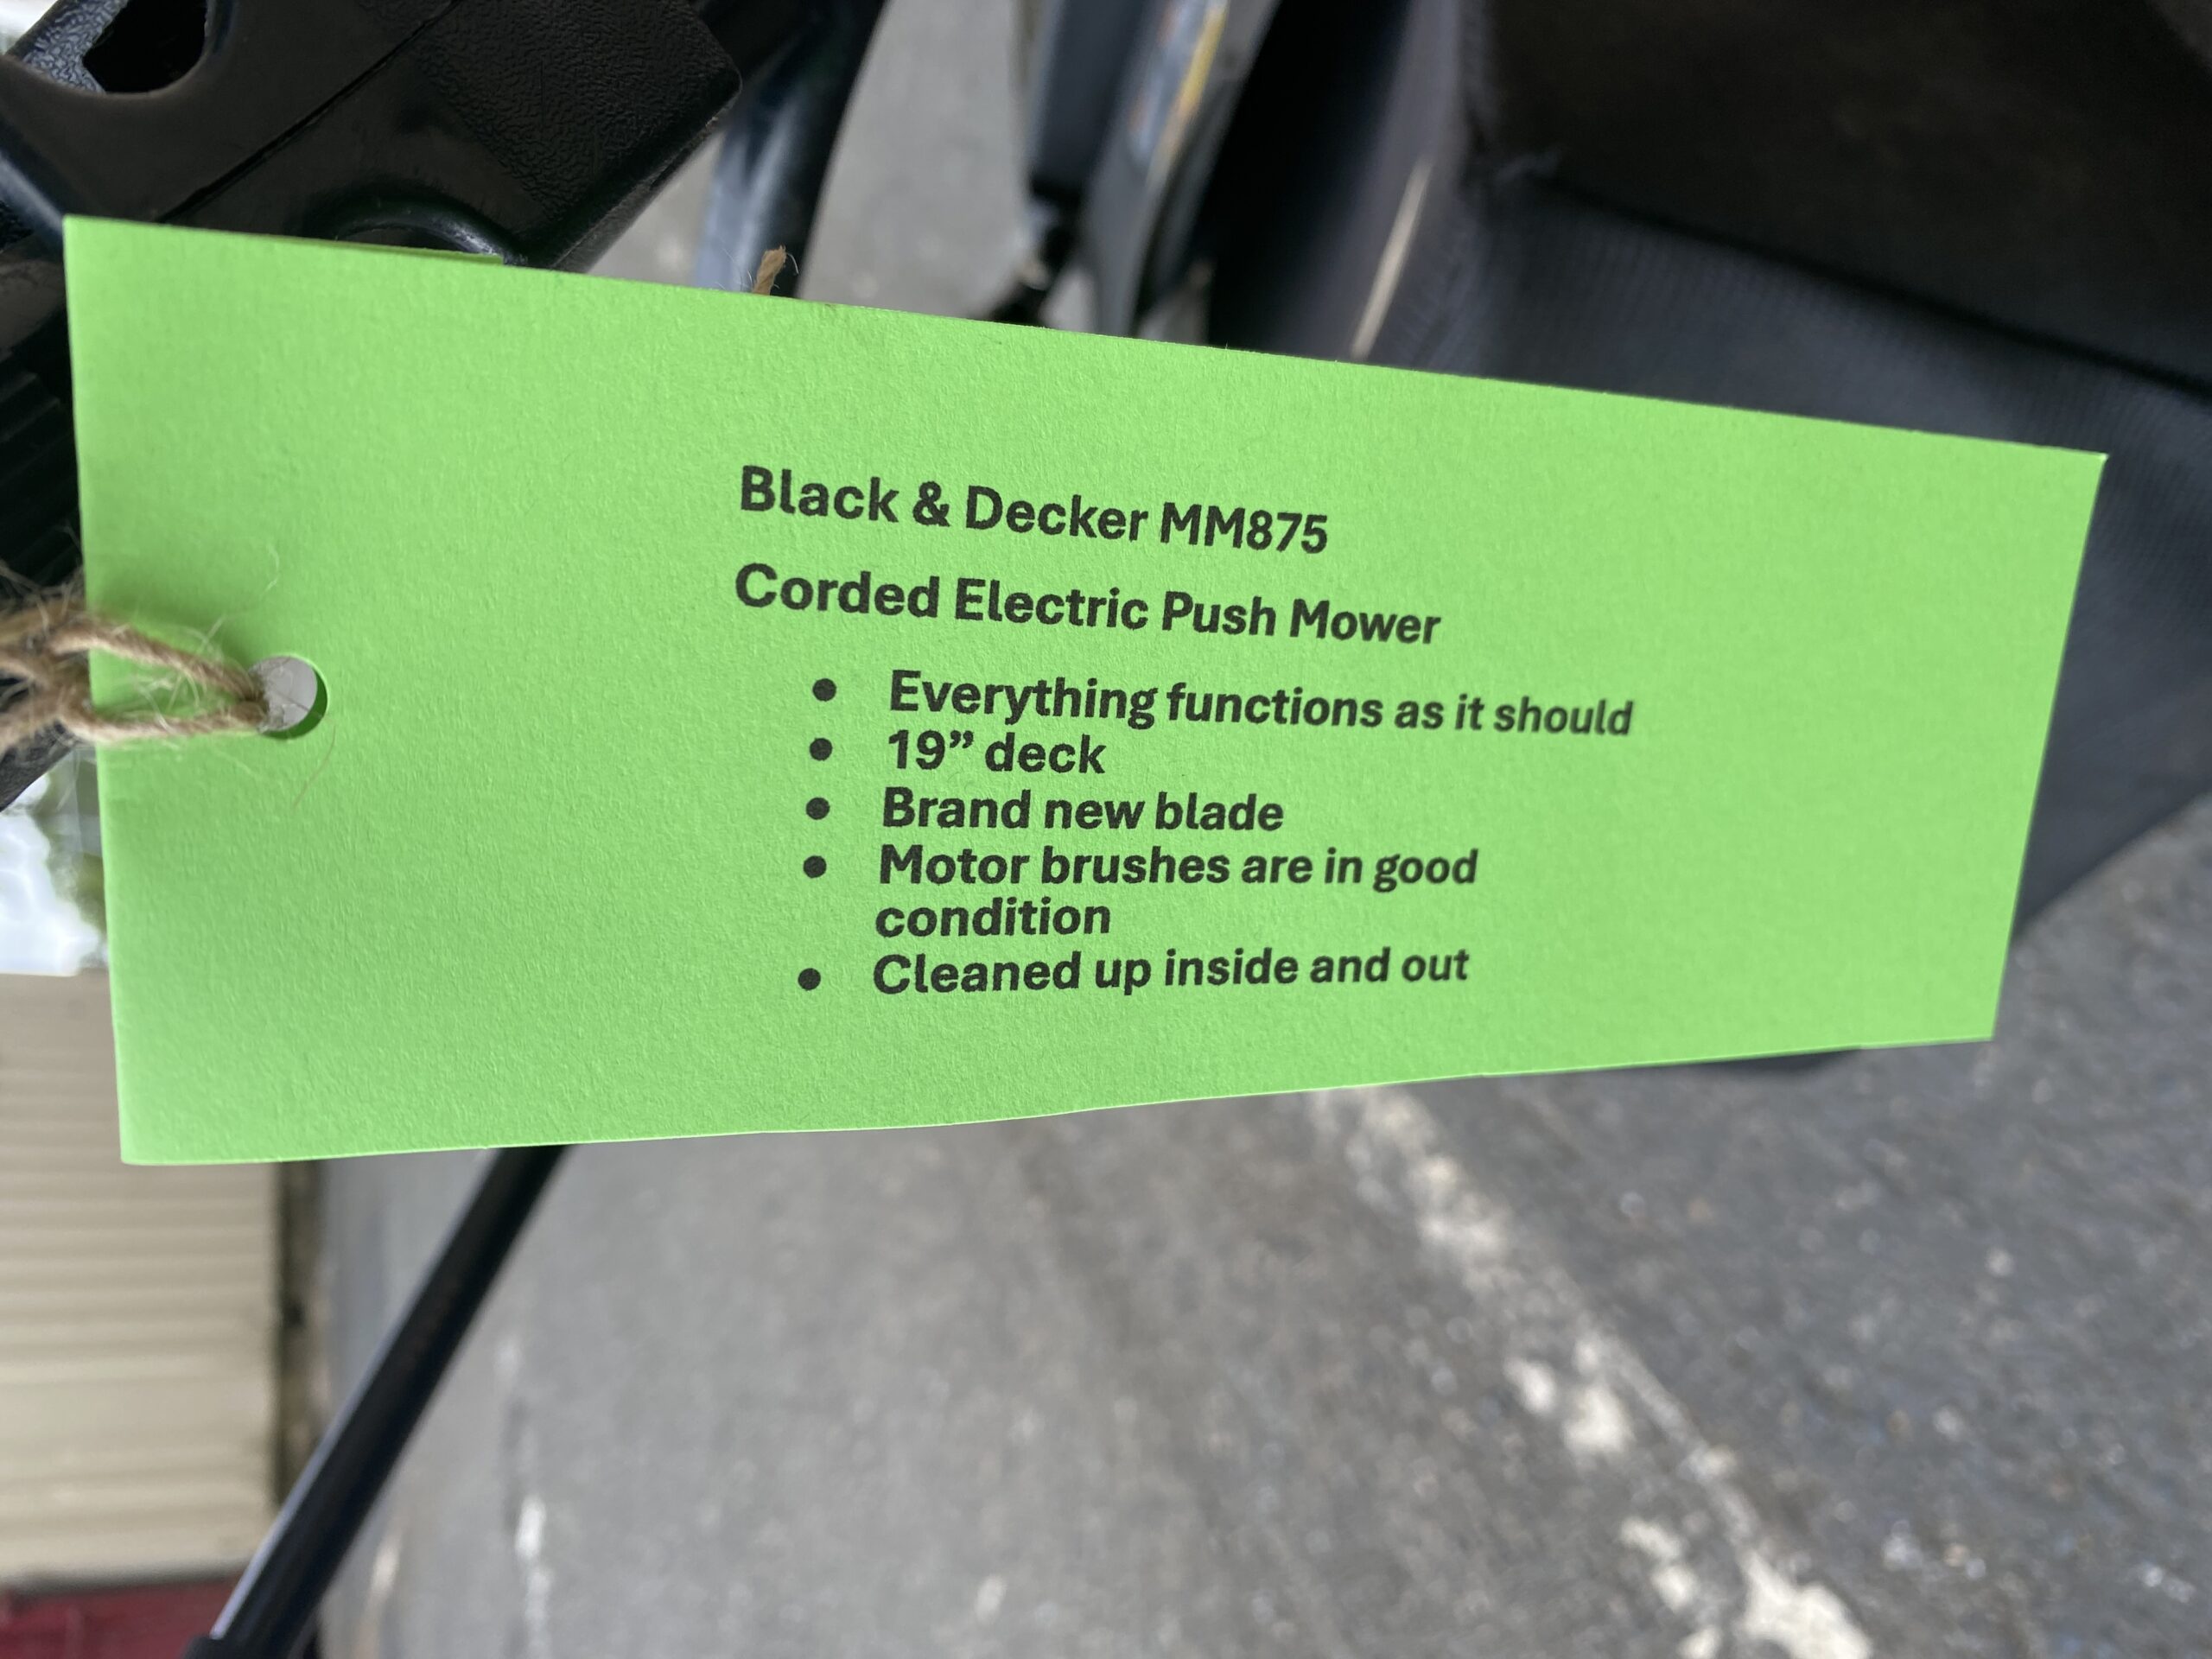 Black & Decker MM875
Corded Electric Push Mower
• Everything functions as it should
• 19” deck
• Brand new blade
• Motor brushes are in good
condition
• Cleaned up inside and out